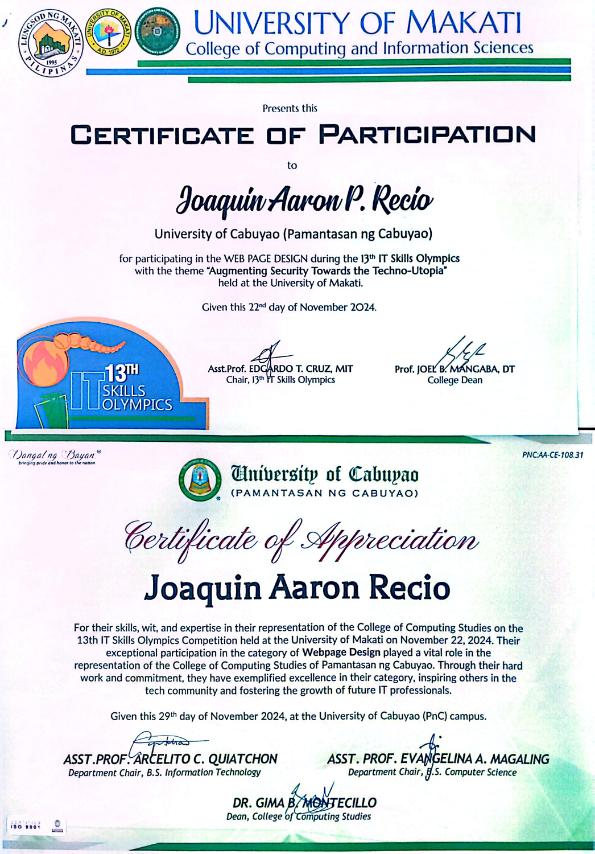 LUNGSOD NG MAKATI
PILIPINAS
1995
UNIVERSITY OF MAKATI
A.D. 1972
UNIVERSITY OF MAKATI
College of Computing and Information Sciences
Presents this
CERTIFICATE OF PARTICIPATION
to
Joaquin Aaron P. Recio
University of Cabuyao (Pamantasan ng Cabuyao)
for participating in the WEB PAGE DESIGN during the 13th IT Skills Olympics
with the theme "Augmenting Security Towards the Techno-Utopia"
held at the University of Makati.
Given this 22nd day of November 2024.
Asst.Prof. EDGARDO T. CRUZ, MIT
Chair, 13th IT Skills Olympics
Prof. JOEL B. MANGABA, DT
College Dean
IT
13TH
SKILLS
OLYMPICS
Dangal ng Bayan
bringing pride and honor to the nation
PNC:AA-CE-108.31
University of Cabuyao
(PAMANTASAN NG CABUYAO)
Certificate of Appreciation
Joaquin Aaron Recio
For their skills, wit, and expertise in their representation of the College of Computing Studies on the
13th IT Skills Olympics Competition held at the University of Makati on November 22, 2024. Their
exceptional participation in the category of Webpage Design played a vital role in the
representation of the College of Computing Studies of Pamantasan ng Cabuyao. Through their hard
work and commitment, they have exemplified excellence in their category, inspiring others in the
tech community and fostering the growth of future IT professionals.
Given this 29th day of November 2024, at the University of Cabuyao (PnC) campus.
ASST.PROF. ARCELITO C. QUIATCHON
Department Chair, B.S. Information Technology
ASST. PROF. EVANGELINA A. MAGALING
Department Chair, B.S. Computer Science
DR. GIMA B. MONTECILLO
Dean, College of Computing Studies
ISO 9001